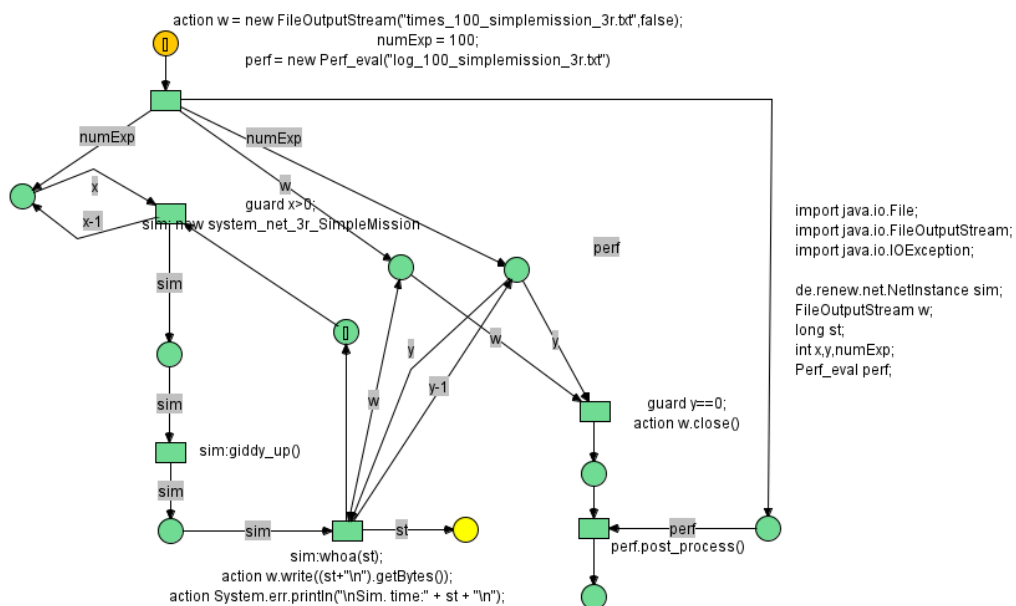 action w = new FileOutputStream("times_100_simplemission_3r.txt",false);
numExp = 100;
perf = new Perf_eval("log_100_simplemission_3r.txt")
[]
numExp
numExp
x
w
guard x>0;
x-1
sim: new system_net_3r_SimpleMission
perf
import java.io.File;
import java.io.FileOutputStream;
import java.io.IOException;
de.renew.net.NetInstance sim;
FileOutputStream w;
long st;
int x,y,numExp;
Perf_eval perf;
sim
[]
y
w
y
y-1
w
sim
guard y==0;
action w.close()
sim:giddy_up()
sim
sim
st
perf
perf.post_process()
sim:whoa(st);
action w.write((st+"\n").getBytes());
action System.err.println("\nSim. time:" + st + "\n");